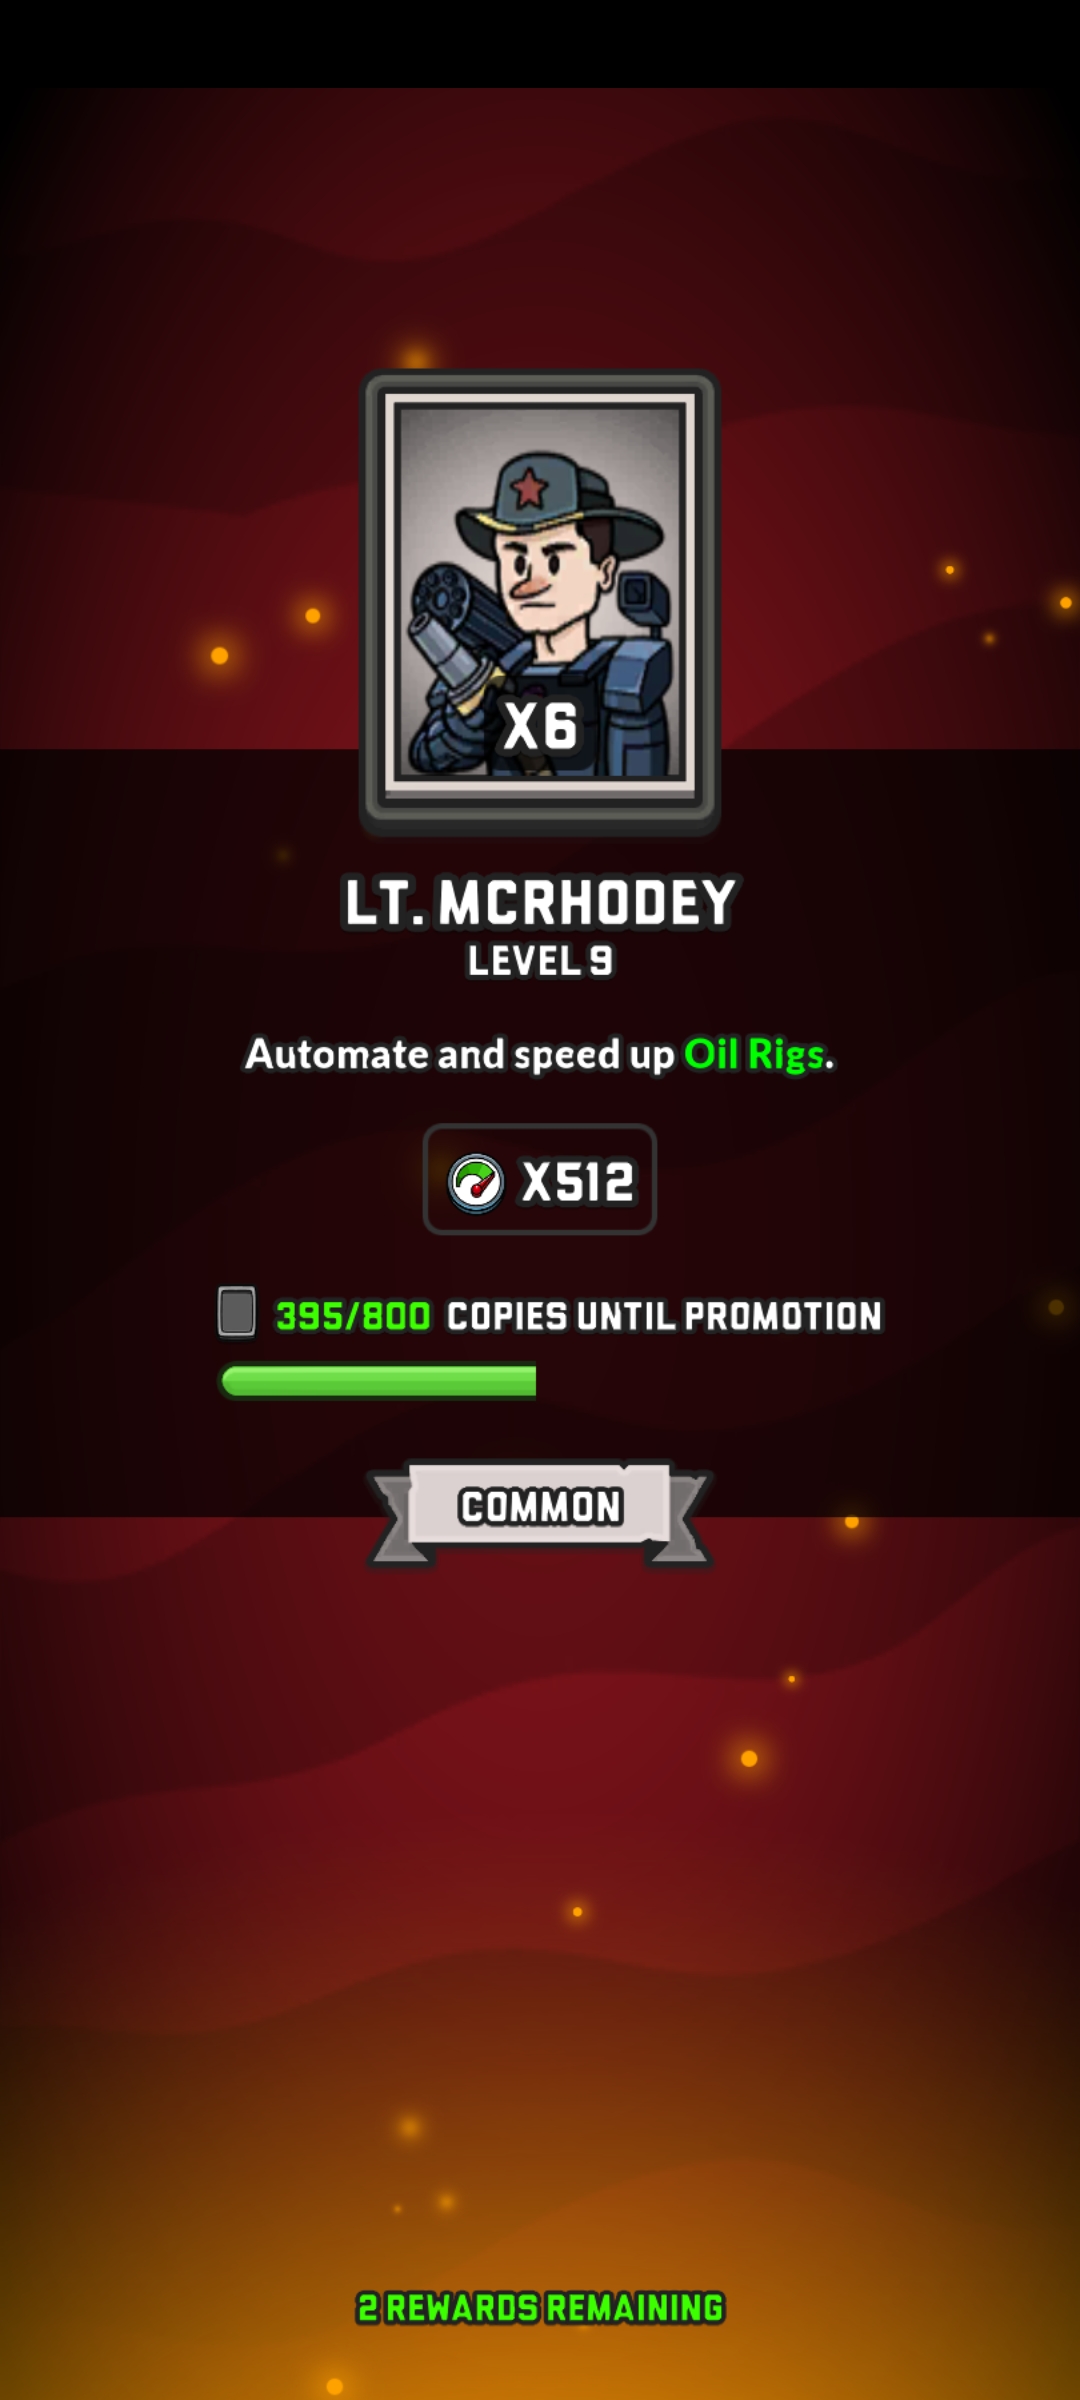 X6
LT. MCRHODEY
LEVEL 9
Automate and speed up Oil Rigs.
X512
395/800 COPIES UNTIL PROMOTION
COMMON
2 REWARDS REMAINING